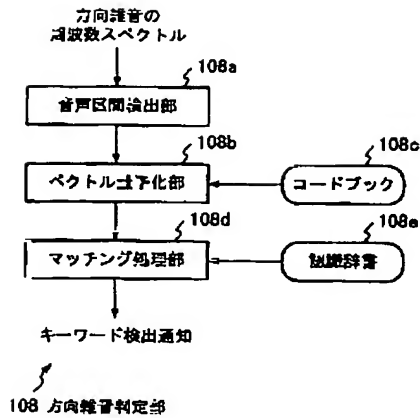 方向雑音の
周波数スペクトル
108a
音声区間検出部
108b
ベクトル量子化部
108c
コードブック
108d
マッチング処理部
108e
認識辞書
キーワード検出通知
108 方向雑音判定部